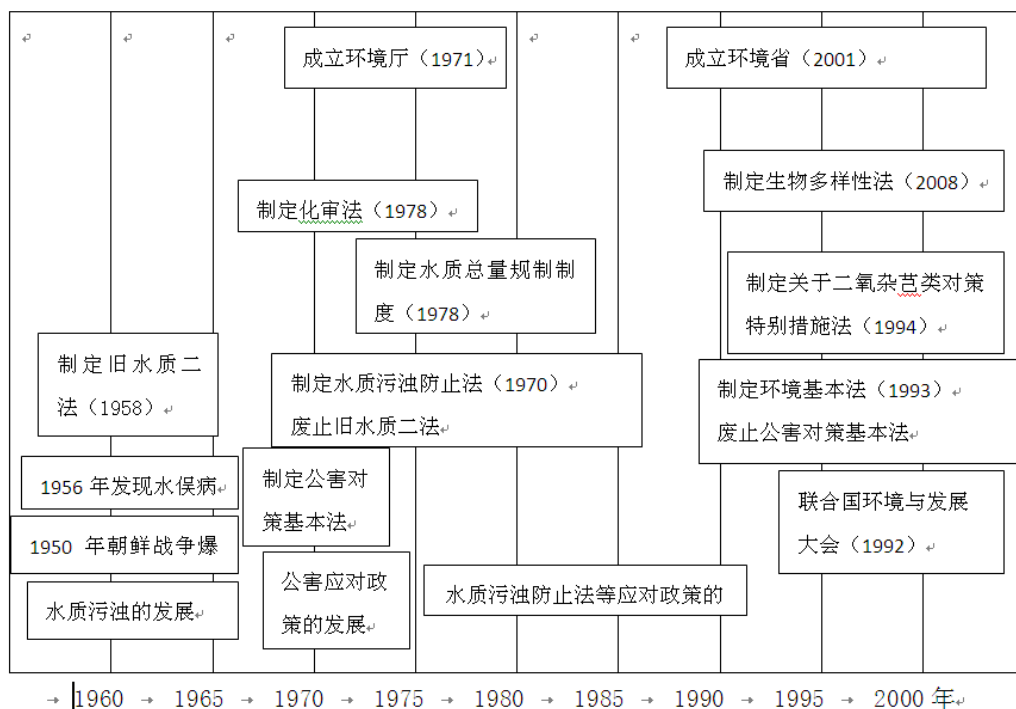 成立环境厅（1971）
成立环境省（2001）
制定生物多样性法（2008）
制定化审法（1978）
制定水质总量规制制
度（1978）
制定关于二氧杂芑类对策
特别措施法（1994）
制定旧水质二
法（1958）
制定水质污浊防止法（1970）
废止旧水质二法
制定环境基本法（1993）
废止公害对策基本法
1956 年发现水俣病
制定公害对
策基本法
联合国环境与发展
大会（1992）
1950 年朝鲜战争爆
公害应对政
策的发展
水质污浊防止法等应对政策的
水质污浊的发展
1960 1965 1970 1975 1980 1985 1990 1995 2000 年